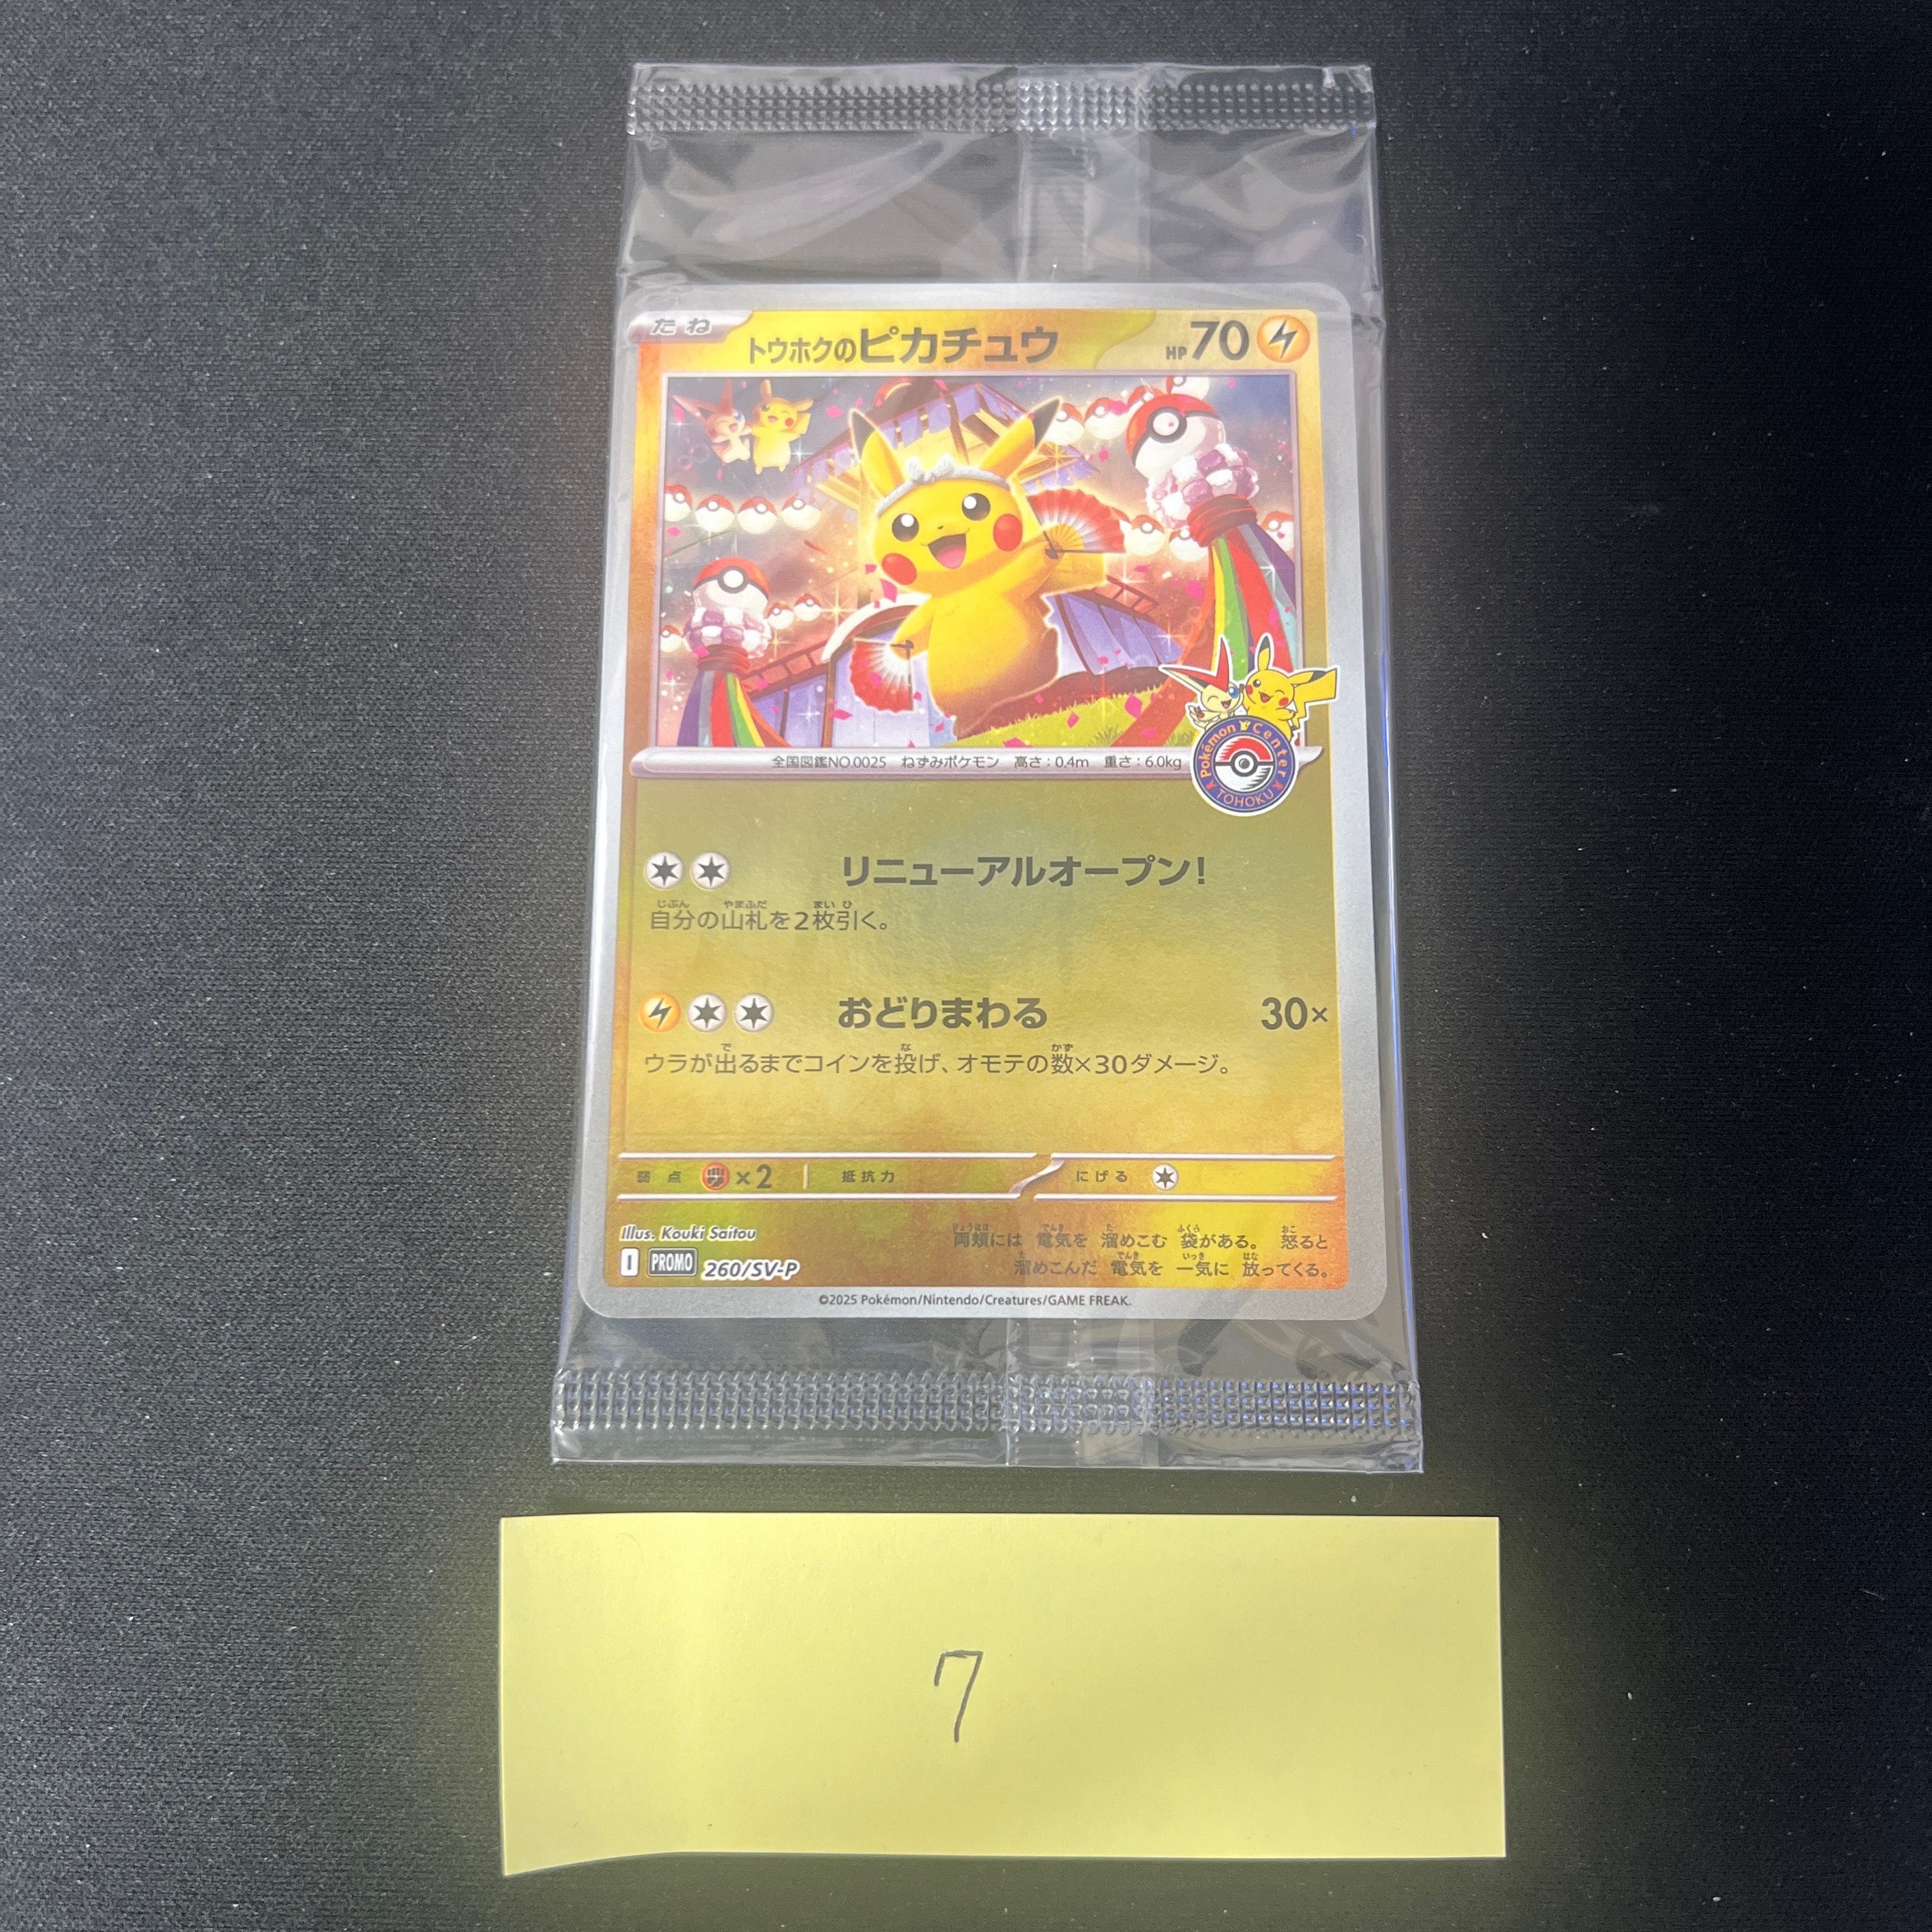 たね
トウホクのピカチュウ HP70
Pokémon Center
TOHOKU
全国図鑑NO.0025 ねずみポケモン 高さ:0.4m 重さ:6.0kg
リニューアルオープン!
自分の山札を2枚引く。
おどりまわる 30×
ウラが出るまでコインを投げ、オモテの数×30ダメージ。
弱点 ×2 抵抗力 にげる
Illus. Kouki Saitou
両頬には 電気を 溜めこむ 袋がある。 怒ると
溜めこんだ 電気を 一気に 放ってくる。
I PROMO 260/SV-P
©2025 Pokémon/Nintendo/Creatures/GAME FREAK.
7